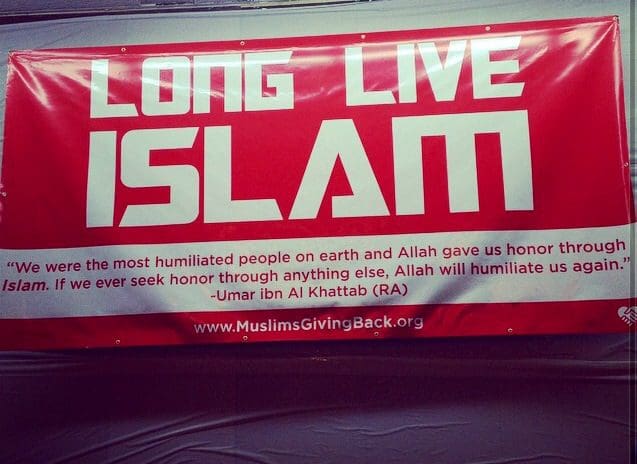 LONG LIVE
ISLAM
“We were the most humiliated people on earth and Allah gave us honor through
Islam. If we ever seek honor through anything else, Allah will humiliate us again.”
-Umar ibn Al Khattab (RA)
www.MuslimsGivingBack.org